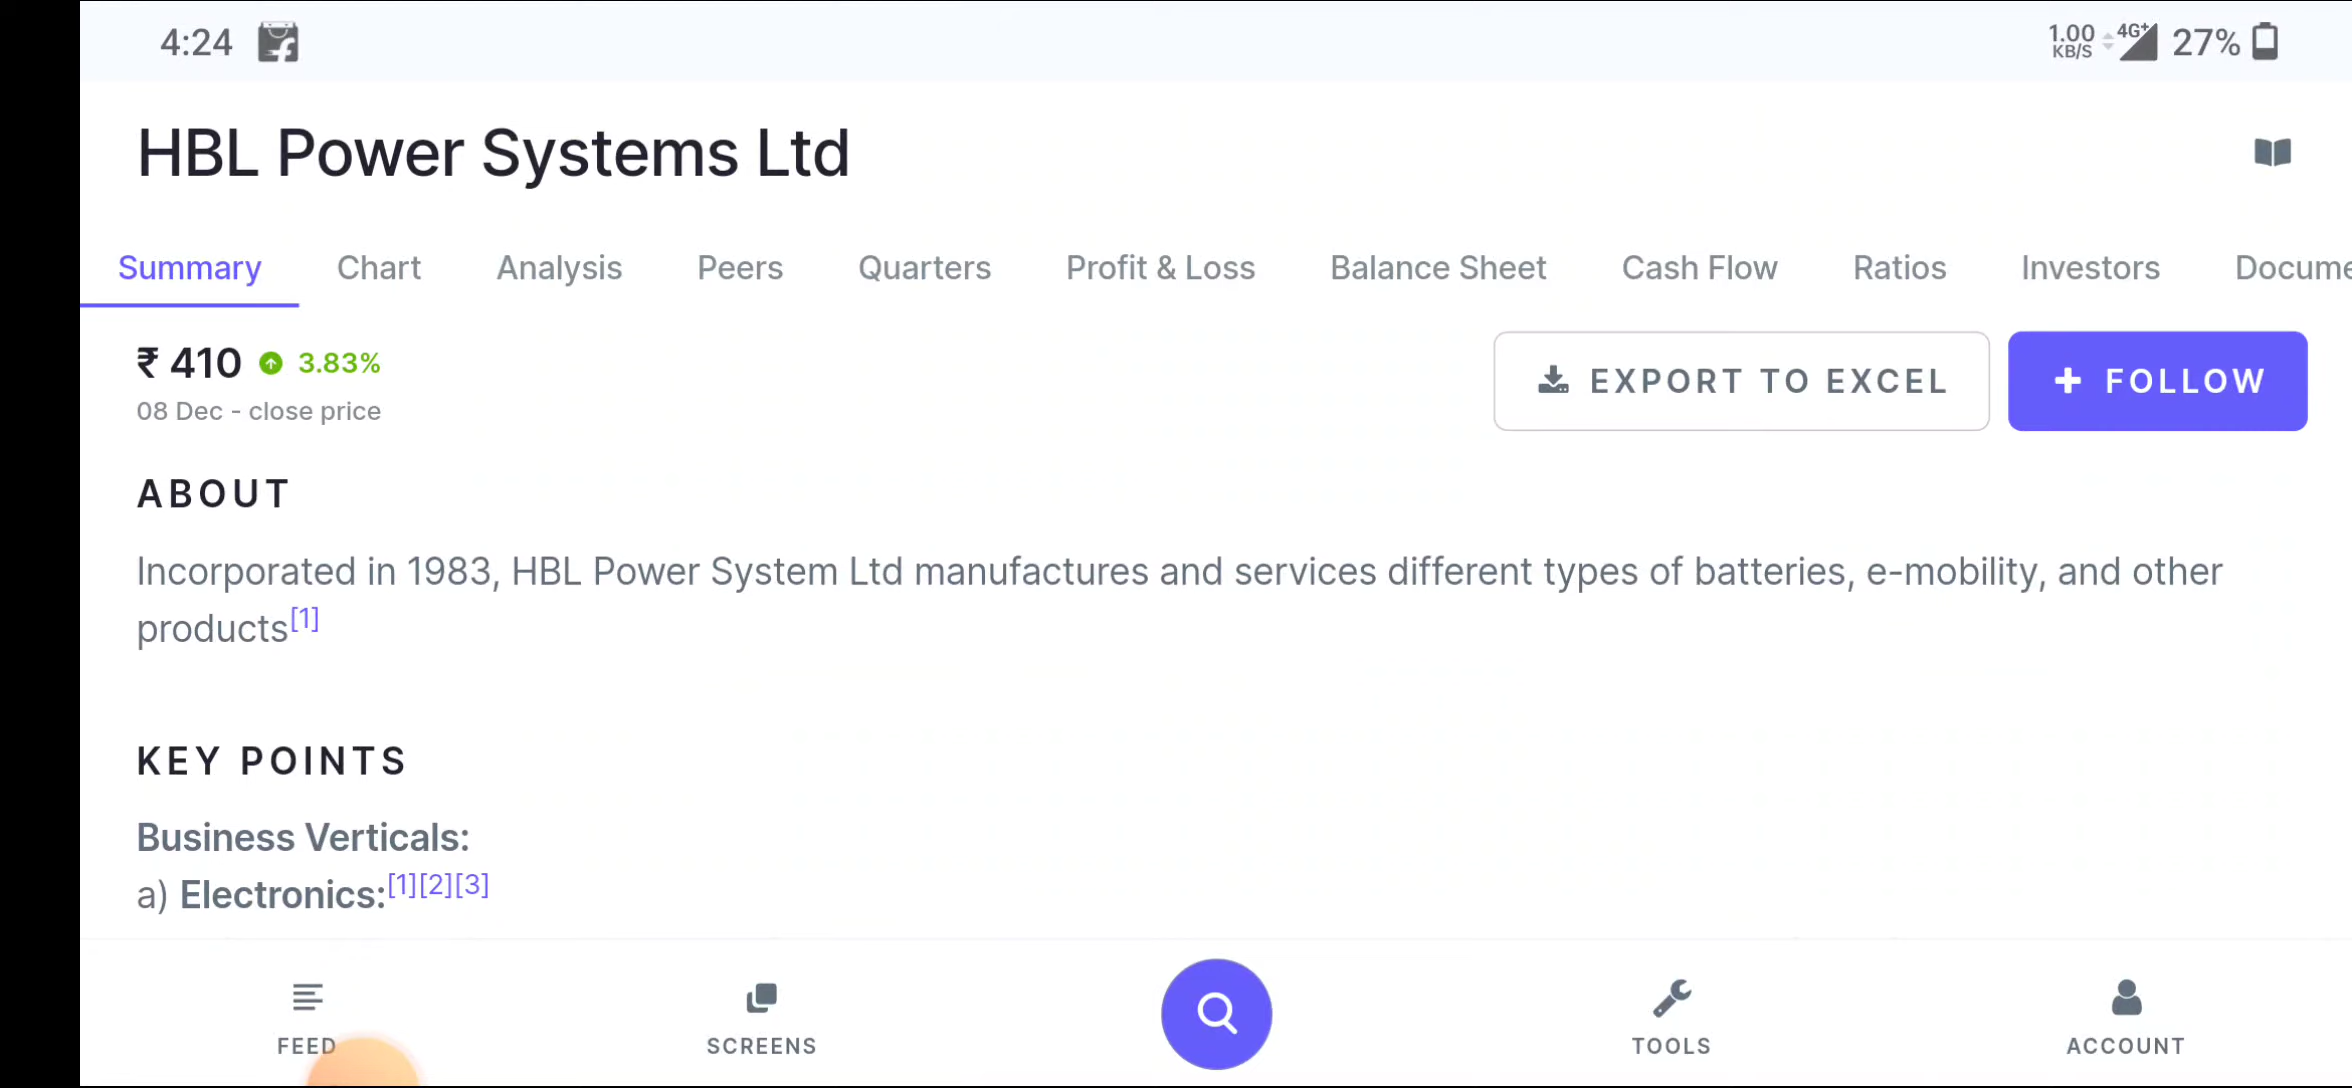 4:24
1.00 KB/S 4G+ 27%
HBL Power Systems Ltd
Summary Chart Analysis Peers Quarters Profit & Loss Balance Sheet Cash Flow Ratios Investors Docume
₹ 410 3.83%
08 Dec - close price
EXPORT TO EXCEL
+ FOLLOW
ABOUT
Incorporated in 1983, HBL Power System Ltd manufactures and services different types of batteries, e-mobility, and other
products[1]
KEY POINTS
Business Verticals:
a) Electronics:[1][2][3]
FEED SCREENS TOOLS ACCOUNT